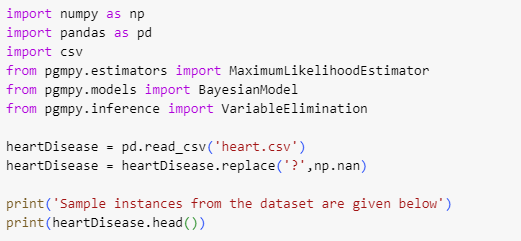 import numpy as np
import pandas as pd
import csv
from pgmpy.estimators import MaximumLikelihoodEstimator
from pgmpy.models import BayesianModel
from pgmpy.inference import VariableElimination
heartDisease = pd.read_csv('heart.csv')
heartDisease = heartDisease.replace('?',np.nan)
print('Sample instances from the dataset are given below')
print(heartDisease.head())